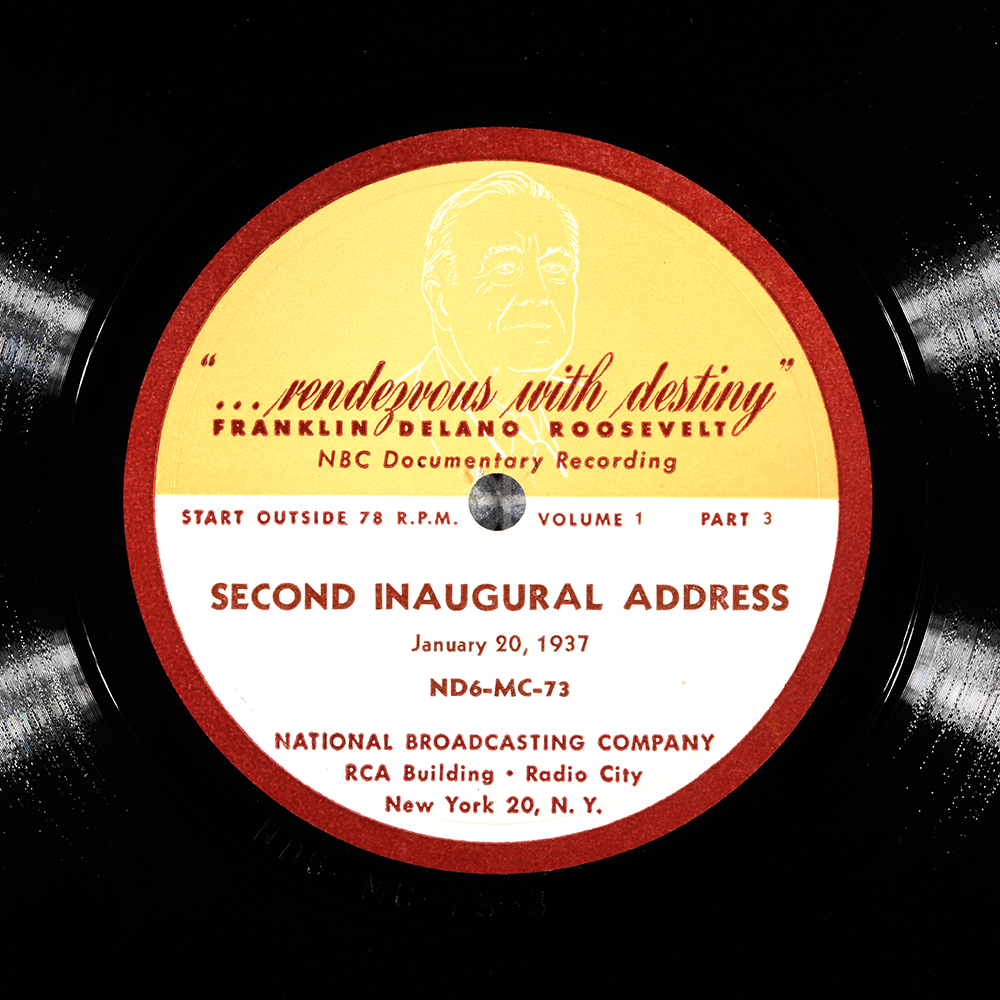 "...rendezvous with destiny"
FRANKLIN DELANO ROOSEVELT
NBC Documentary Recording
START OUTSIDE 78 R.P.M. VOLUME 1 PART 3
SECOND INAUGURAL ADDRESS
January 20, 1937
ND6-MC-73
NATIONAL BROADCASTING COMPANY
RCA Building • Radio City
New York 20, N. Y.